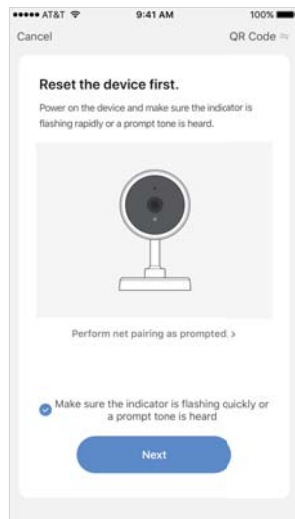 ●●●●● AT&T 9:41 AM 100%
Cancel QR Code
Reset the device first.
Power on the device and make sure the indicator is
flashing rapidly or a prompt tone is heard.
Perform net pairing as prompted. >
Make sure the indicator is flashing quickly or
a prompt tone is heard
Next